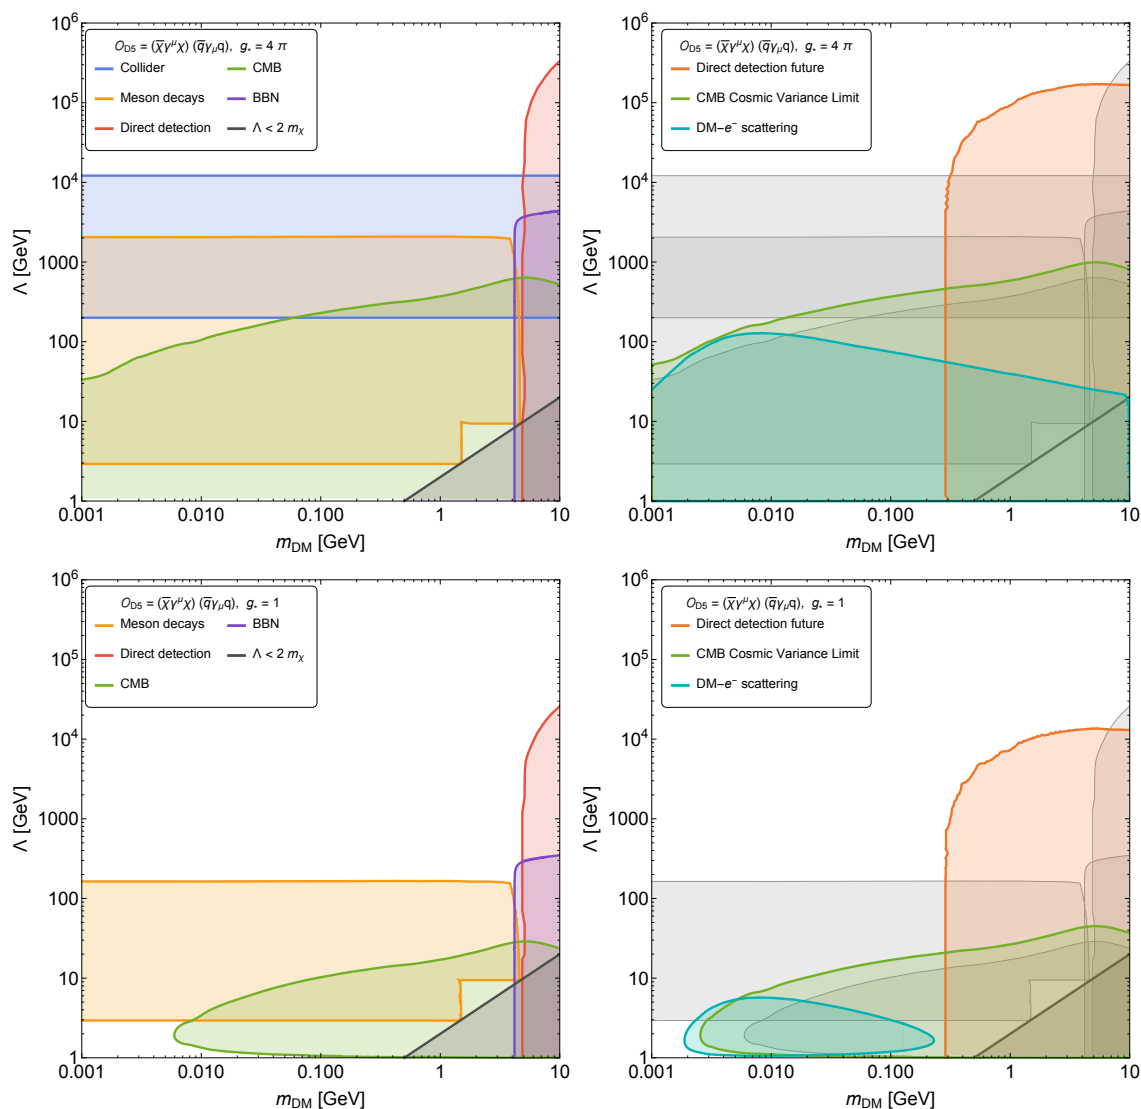 O_D5 = (χ̄γ^μχ) (q̄γ_μq), g_* = 4 π
Collider
CMB
Meson decays
BBN
Direct detection
Λ < 2 m_χ
10^6
10^5
10^4
1000
100
10
1
Λ [GeV]
0.001
0.010
0.100
1
10
m_DM [GeV]
O_D5 = (χ̄γ^μχ) (q̄γ_μq), g_* = 4 π
Direct detection future
CMB Cosmic Variance Limit
DM-e^- scattering
10^6
10^5
10^4
1000
100
10
1
Λ [GeV]
0.001
0.010
0.100
1
10
m_DM [GeV]
O_D5 = (χ̄γ^μχ) (q̄γ_μq), g_* = 1
Meson decays
BBN
Direct detection
Λ < 2 m_χ
CMB
10^6
10^5
10^4
1000
100
10
1
Λ [GeV]
0.001
0.010
0.100
1
10
m_DM [GeV]
O_D5 = (χ̄γ^μχ) (q̄γ_μq), g_* = 1
Direct detection future
CMB Cosmic Variance Limit
DM-e^- scattering
10^6
10^5
10^4
1000
100
10
1
Λ [GeV]
0.001
0.010
0.100
1
10
m_DM [GeV]